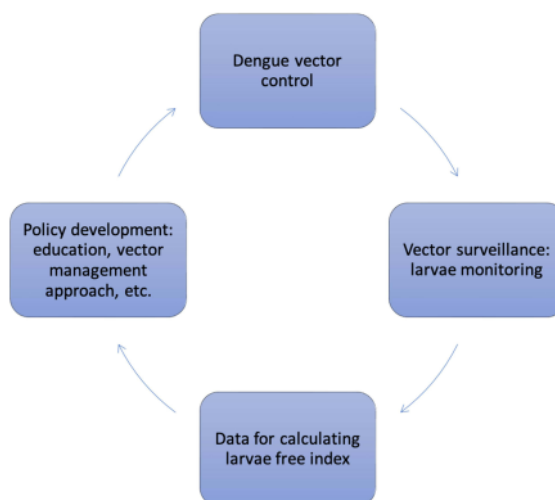 Dengue vector
control
Vector surveillance:
larvae monitoring
Data for calculating
larvae free index
Policy development:
education, vector
management
approach, etc.